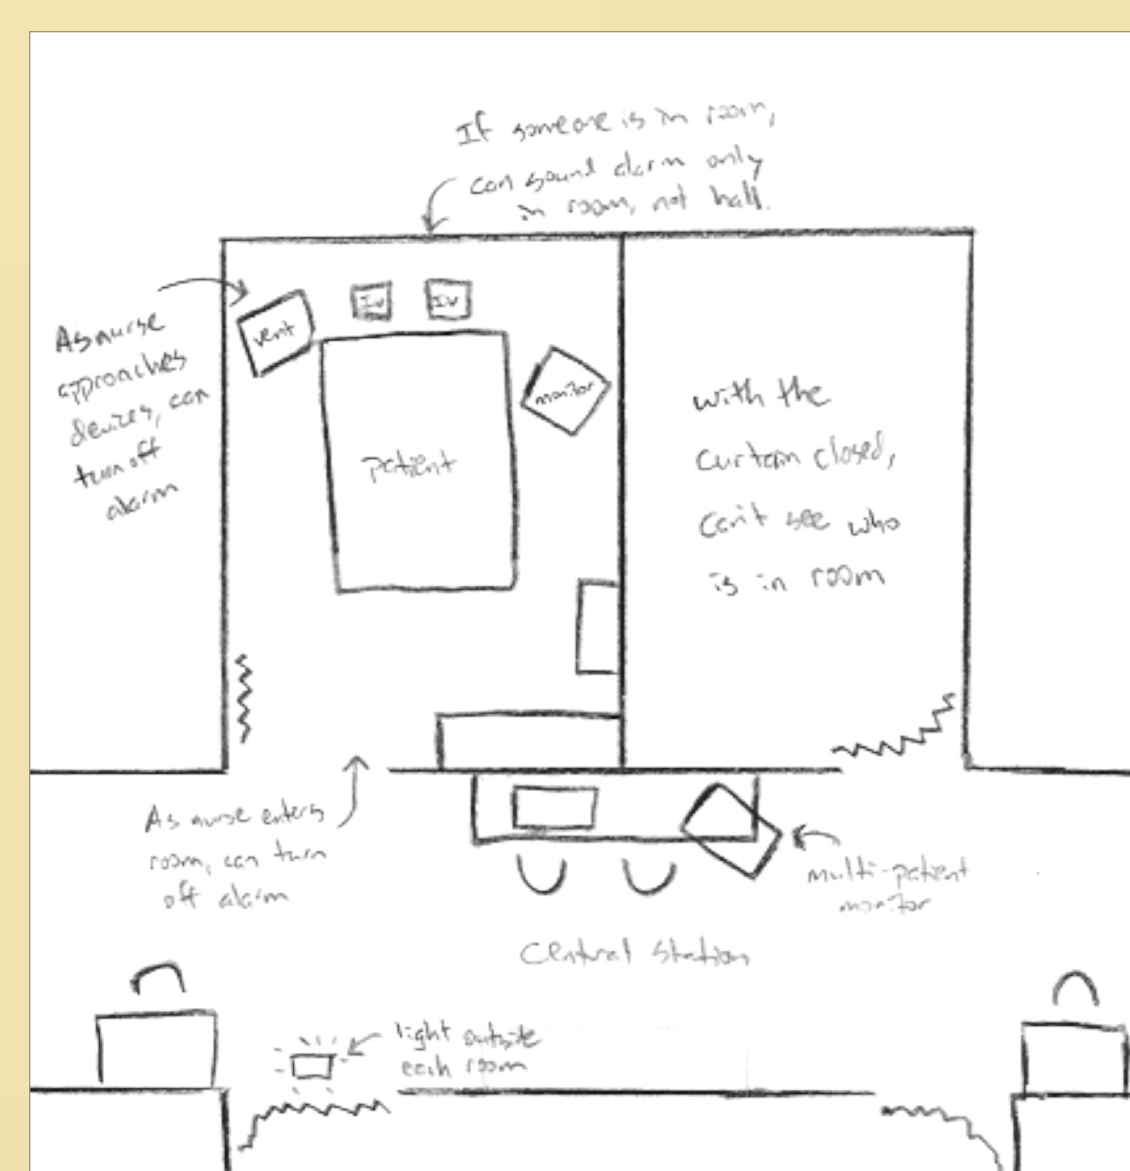 If someone is in room,
can sound alarm only
in room, not hall.
As nurse
approaches
devices, can
turn off
alarm
vent
IV
IV
monitor
patient
with the
curtain closed,
can't see who
is in room
As nurse enters
room, can turn
off alarm
multi-patient
monitor
Central Station
light outside
each room